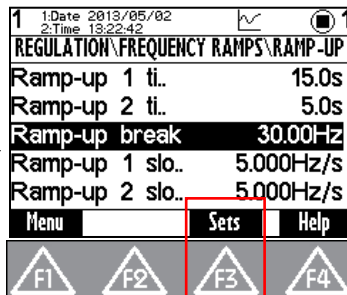 1 1:Date 2013/05/02 1
2:Time 13:22:42
REGULATION\FREQUENCY RAMPS\RAMP-UP
Ramp-up 1 ti.. 15.0s
Ramp-up 2 ti.. 5.0s
Ramp-up break 30.00Hz
Ramp-up 1 slo.. 5.000Hz/s
Ramp-up 2 slo.. 5.000Hz/s
Menu Sets Help
F1 F2 F3 F4